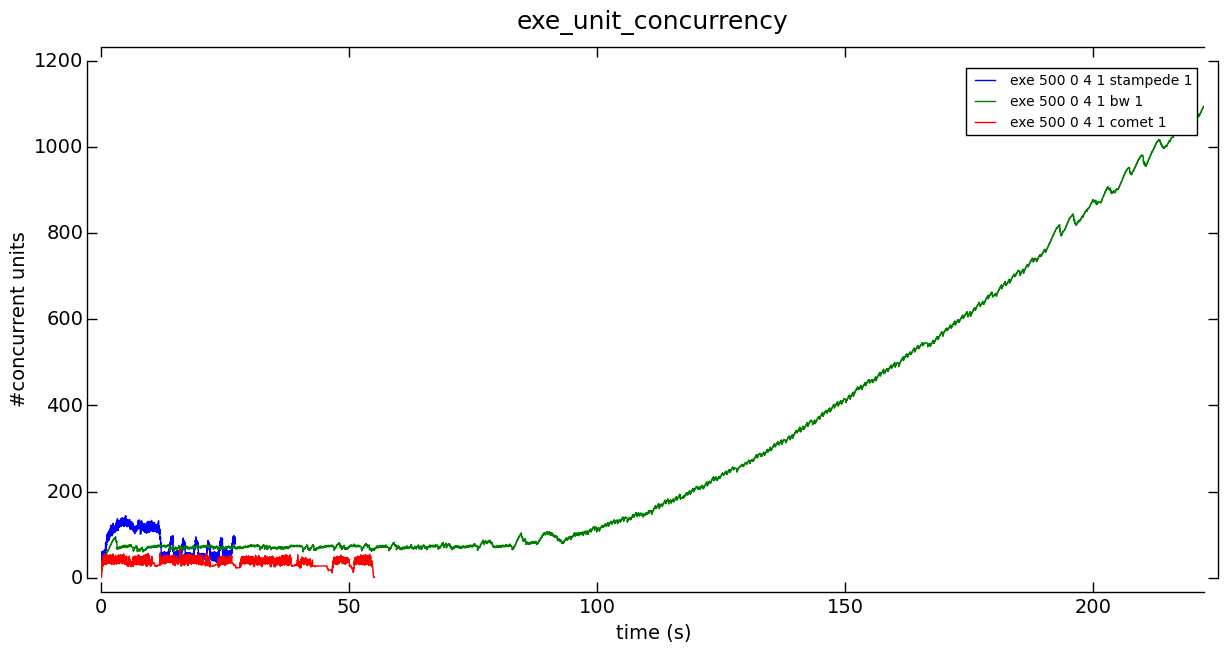 exe_unit_concurrency
1200
1000
800
600
400
200
0
#concurrent units
exe 500 0 4 1 stampede 1
exe 500 0 4 1 bw 1
exe 500 0 4 1 comet 1
0 50 100 150 200
time (s)